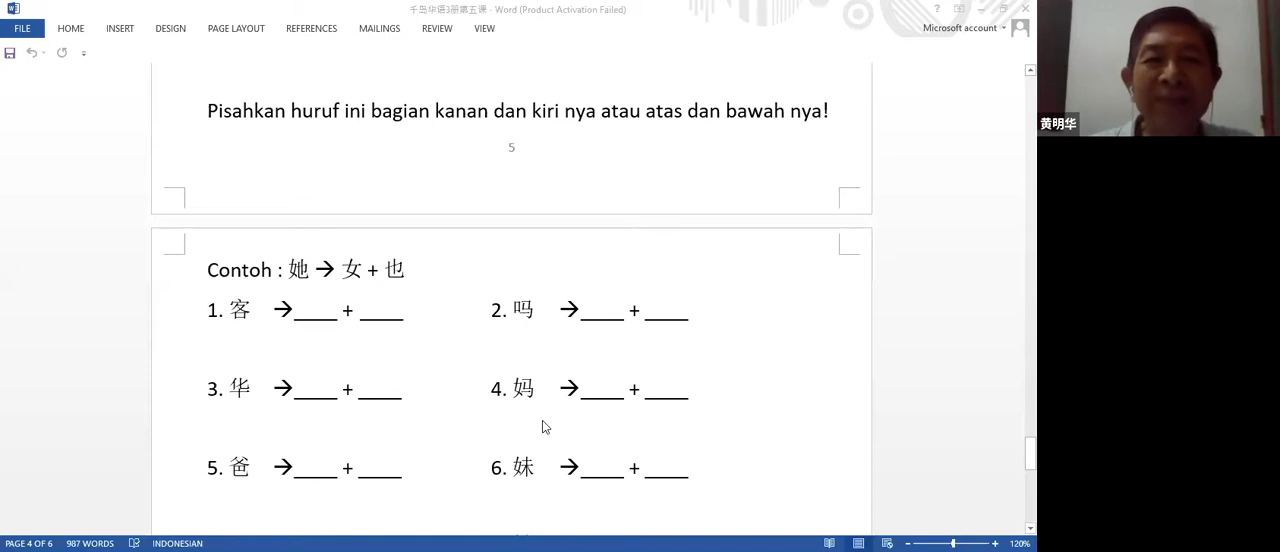 千岛华语3册第五课 - Word (Product Activation Failed)
FILE HOME INSERT DESIGN PAGE LAYOUT REFERENCES MAILINGS REVIEW VIEW
Microsoft account
黄明华
Pisahkan huruf ini bagian kanan dan kiri nya atau atas dan bawah nya!
5
Contoh : 她 → 女 + 也
1. 客 →____ + ____ 2. 吗 →____ + ____
3. 华 →____ + ____ 4. 妈 →____ + ____
5. 爸 →____ + ____ 6. 妹 →____ + ____
PAGE 4 OF 6 987 WORDS INDONESIAN 120%